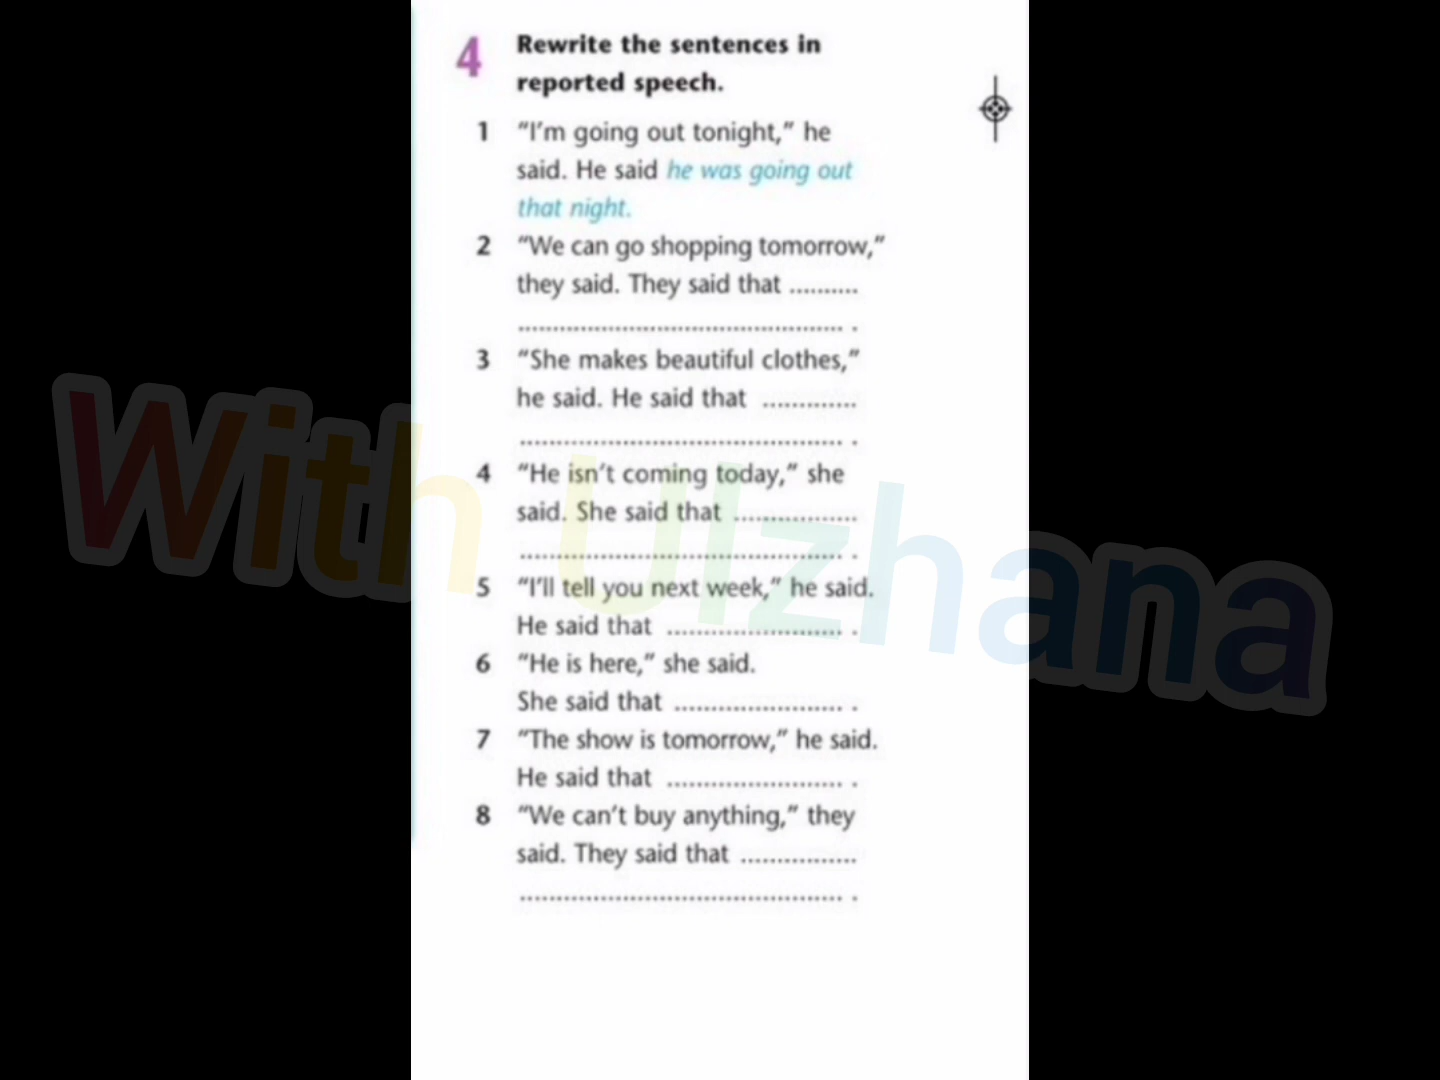 4 Rewrite the sentences in
reported speech.
1 “I’m going out tonight,” he
said. He said he was going out
that night.
2 “We can go shopping tomorrow,”
they said. They said that ..........
............................................... .
3 “She makes beautiful clothes,”
he said. He said that .............
............................................ .
4 “He isn’t coming today,” she
said. She said that .................
............................................ .
5 “I’ll tell you next week,” he said.
He said that ........................ .
6 “He is here,” she said.
She said that ....................... .
7 “The show is tomorrow,” he said.
He said that ........................ .
8 “We can’t buy anything,” they
said. They said that ................
............................................ .
With Ulzhana